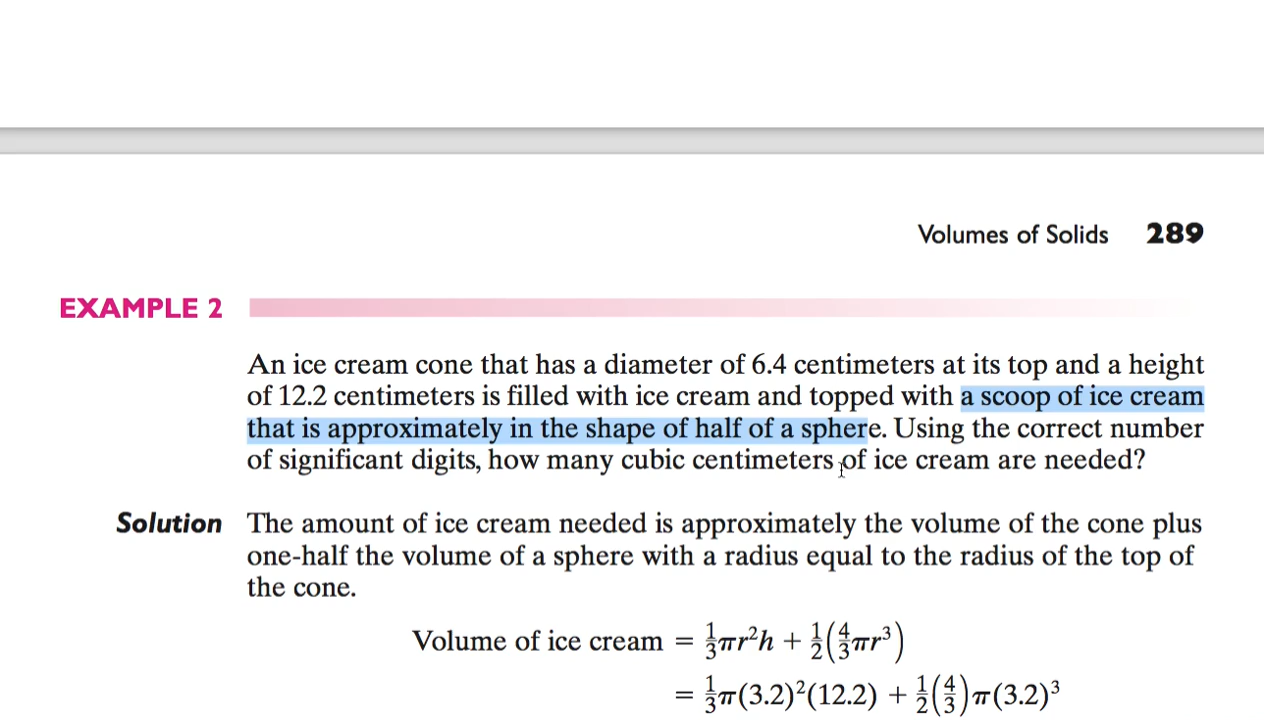 Volumes of Solids 289
EXAMPLE 2
An ice cream cone that has a diameter of 6.4 centimeters at its top and a height
of 12.2 centimeters is filled with ice cream and topped with a scoop of ice cream
that is approximately in the shape of half of a sphere. Using the correct number
of significant digits, how many cubic centimeters of ice cream are needed?
Solution The amount of ice cream needed is approximately the volume of the cone plus
one-half the volume of a sphere with a radius equal to the radius of the top of
the cone.
Volume of ice cream = 1/3πr²h + 1/2(4/3πr³)
= 1/3π(3.2)²(12.2) + 1/2(4/3)π(3.2)³